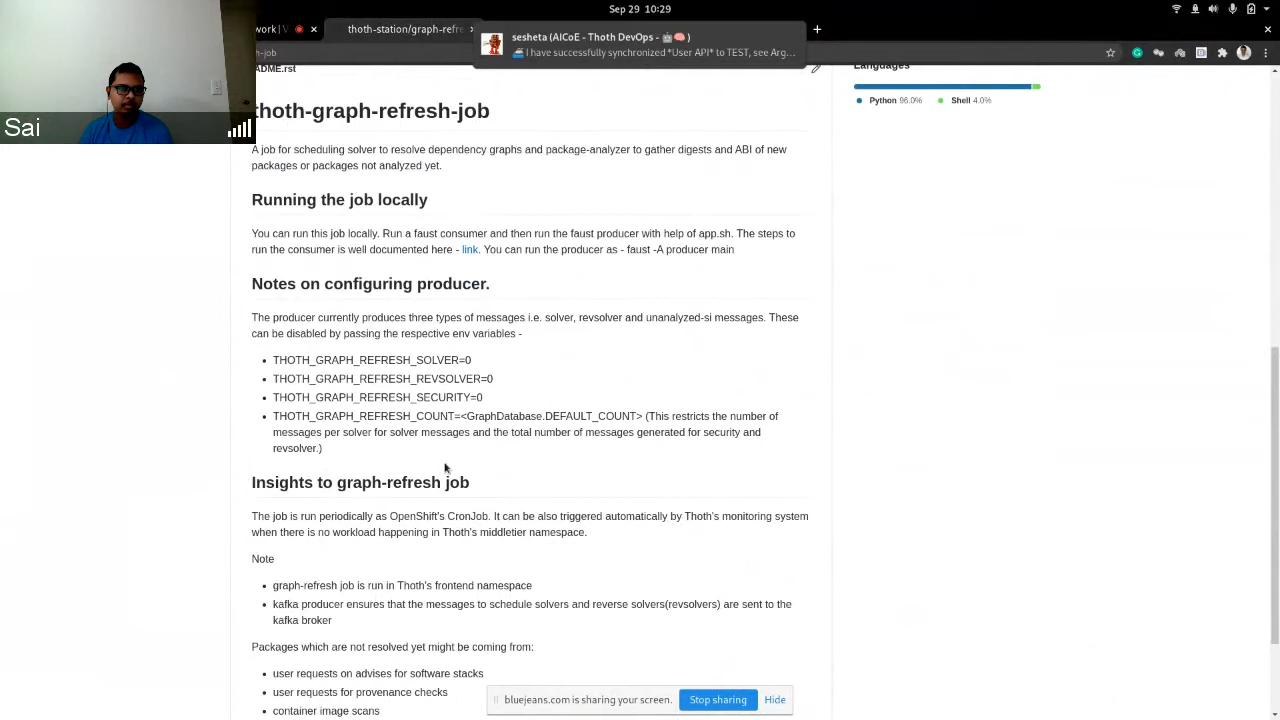 Sep 29 10:29
work | V
thoth-station/graph-refre
sesheta (AICoE - Thoth DevOps - 🤖🧠)
🚢 I have successfully synchronized *User API* to TEST, see Arg...
h-job
Sai
DME.rst
Languages
Python 96.0% Shell 4.0%
thoth-graph-refresh-job
A job for scheduling solver to resolve dependency graphs and package-analyzer to gather digests and ABI of new
packages or packages not analyzed yet.
Running the job locally
You can run this job locally. Run a faust consumer and then run the faust producer with help of app.sh. The steps to
run the consumer is well documented here - link. You can run the producer as - faust -A producer main
Notes on configuring producer.
The producer currently produces three types of messages i.e. solver, revsolver and unanalyzed-si messages. These
can be disabled by passing the respective env variables -
THOTH_GRAPH_REFRESH_SOLVER=0
THOTH_GRAPH_REFRESH_REVSOLVER=0
THOTH_GRAPH_REFRESH_SECURITY=0
THOTH_GRAPH_REFRESH_COUNT=<GraphDatabase.DEFAULT_COUNT> (This restricts the number of
messages per solver for solver messages and the total number of messages generated for security and
revsolver.)
Insights to graph-refresh job
The job is run periodically as OpenShift's CronJob. It can be also triggered automatically by Thoth's monitoring system
when there is no workload happening in Thoth's middletier namespace.
Note
graph-refresh job is run in Thoth's frontend namespace
kafka producer ensures that the messages to schedule solvers and reverse solvers(revsolvers) are sent to the
kafka broker
Packages which are not resolved yet might be coming from:
user requests on advises for software stacks
user requests for provenance checks
container image scans
bluejeans.com is sharing your screen. Stop sharing Hide